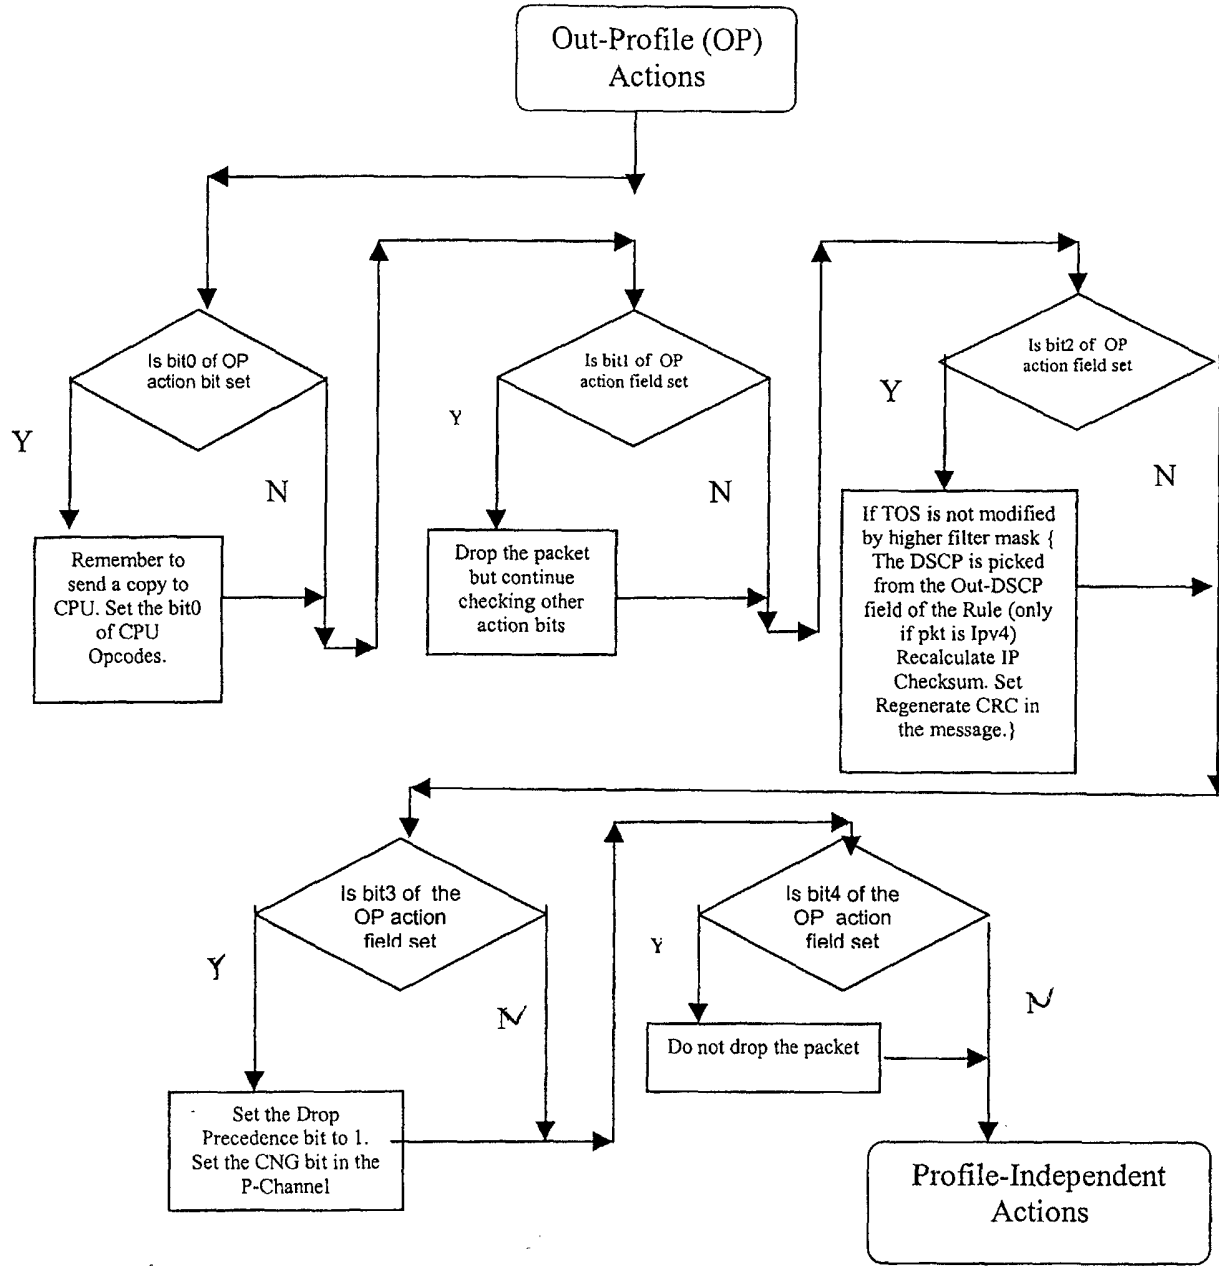 Out-Profile (OP)
Actions
Is bit0 of OP
action bit set
Y
N
Remember to
send a copy to
CPU. Set the bit0
of CPU
Opcodes.
Is bit1 of OP
action field set
Y
N
Drop the packet
but continue
checking other
action bits
Is bit2 of OP
action field set
Y
N
If TOS is not modified
by higher filter mask {
The DSCP is picked
from the Out-DSCP
field of the Rule (only
if pkt is Ipv4)
Recalculate IP
Checksum. Set
Regenerate CRC in
the message.}
Is bit3 of the
OP action
field set
Y
N
Set the Drop
Precedence bit to 1.
Set the CNG bit in the
P-Channel
Is bit4 of the
OP action
field set
Y
N
Do not drop the packet
Profile-Independent
Actions